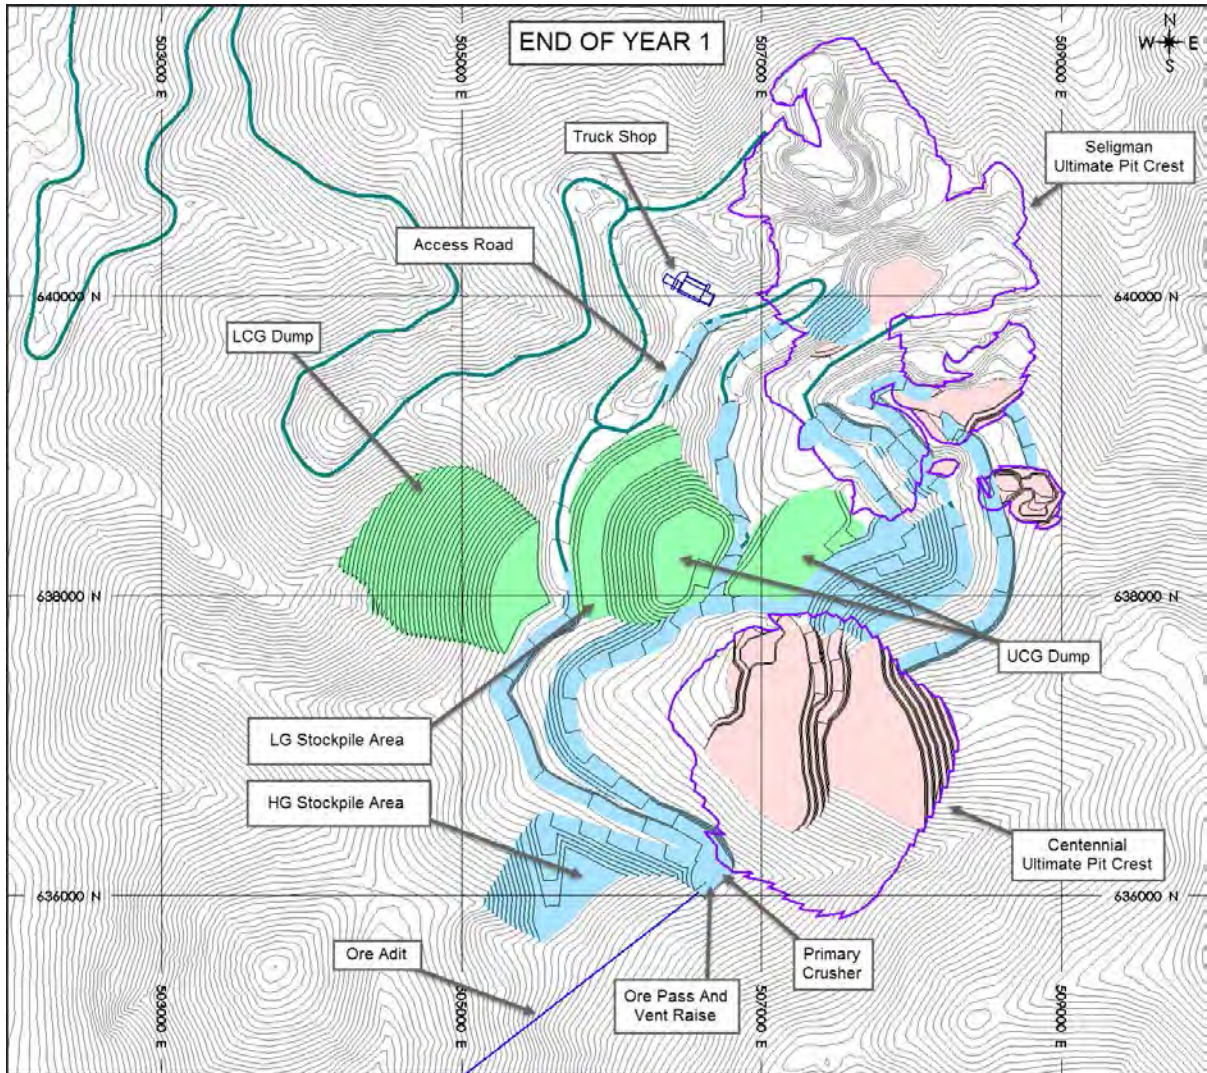 END OF YEAR 1
N
W E
S
503000 E
505000 E
507000 E
509000 E
Truck Shop
Seligman
Ultimate Pit Crest
Access Road
640000 N
640000 N
LCG Dump
638000 N
638000 N
UCG Dump
LG Stockpile Area
HG Stockpile Area
Centennial
Ultimate Pit Crest
636000 N
636000 N
Ore Adit
Primary
Crusher
Ore Pass And
Vent Raise
503000 E
505000 E
507000 E
509000 E